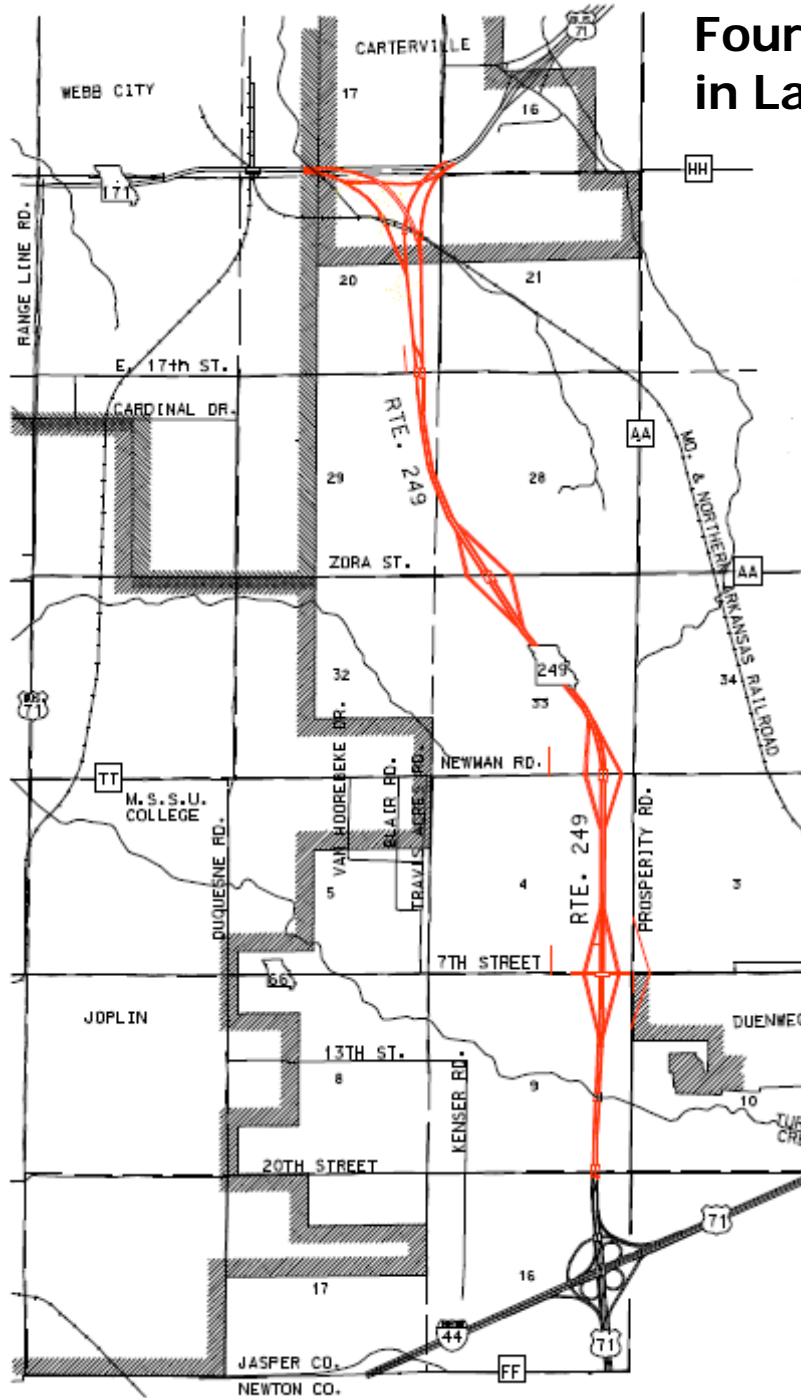 Four
in La
CARTERVILLE
BUS.
71
WEBB CITY
17
16
171
HH
RANGE LINE RD.
20
21
E. 17th ST.
CARDINAL DR.
RTE. 249
AA
MO. & NORTHERN ARKANSAS RAILROAD
29
28
ZORA ST.
AA
249
32
33
34
BUS.
71
VAN HOOREBEKE DR.
BLAIR RD.
TRAVIS ACRES RD.
NEWMAN RD.
TT
M.S.S.U.
COLLEGE
DUQUESNE RD.
PROSPERITY RD.
RTE. 249
5
4
3
7TH STREET
66
JOPLIN
DUENWEG
13TH ST.
8
KENSER RD.
9
10
TUR
CRE
20TH STREET
71
16
17
44
71
JASPER CO.
NEWTON CO.
FF